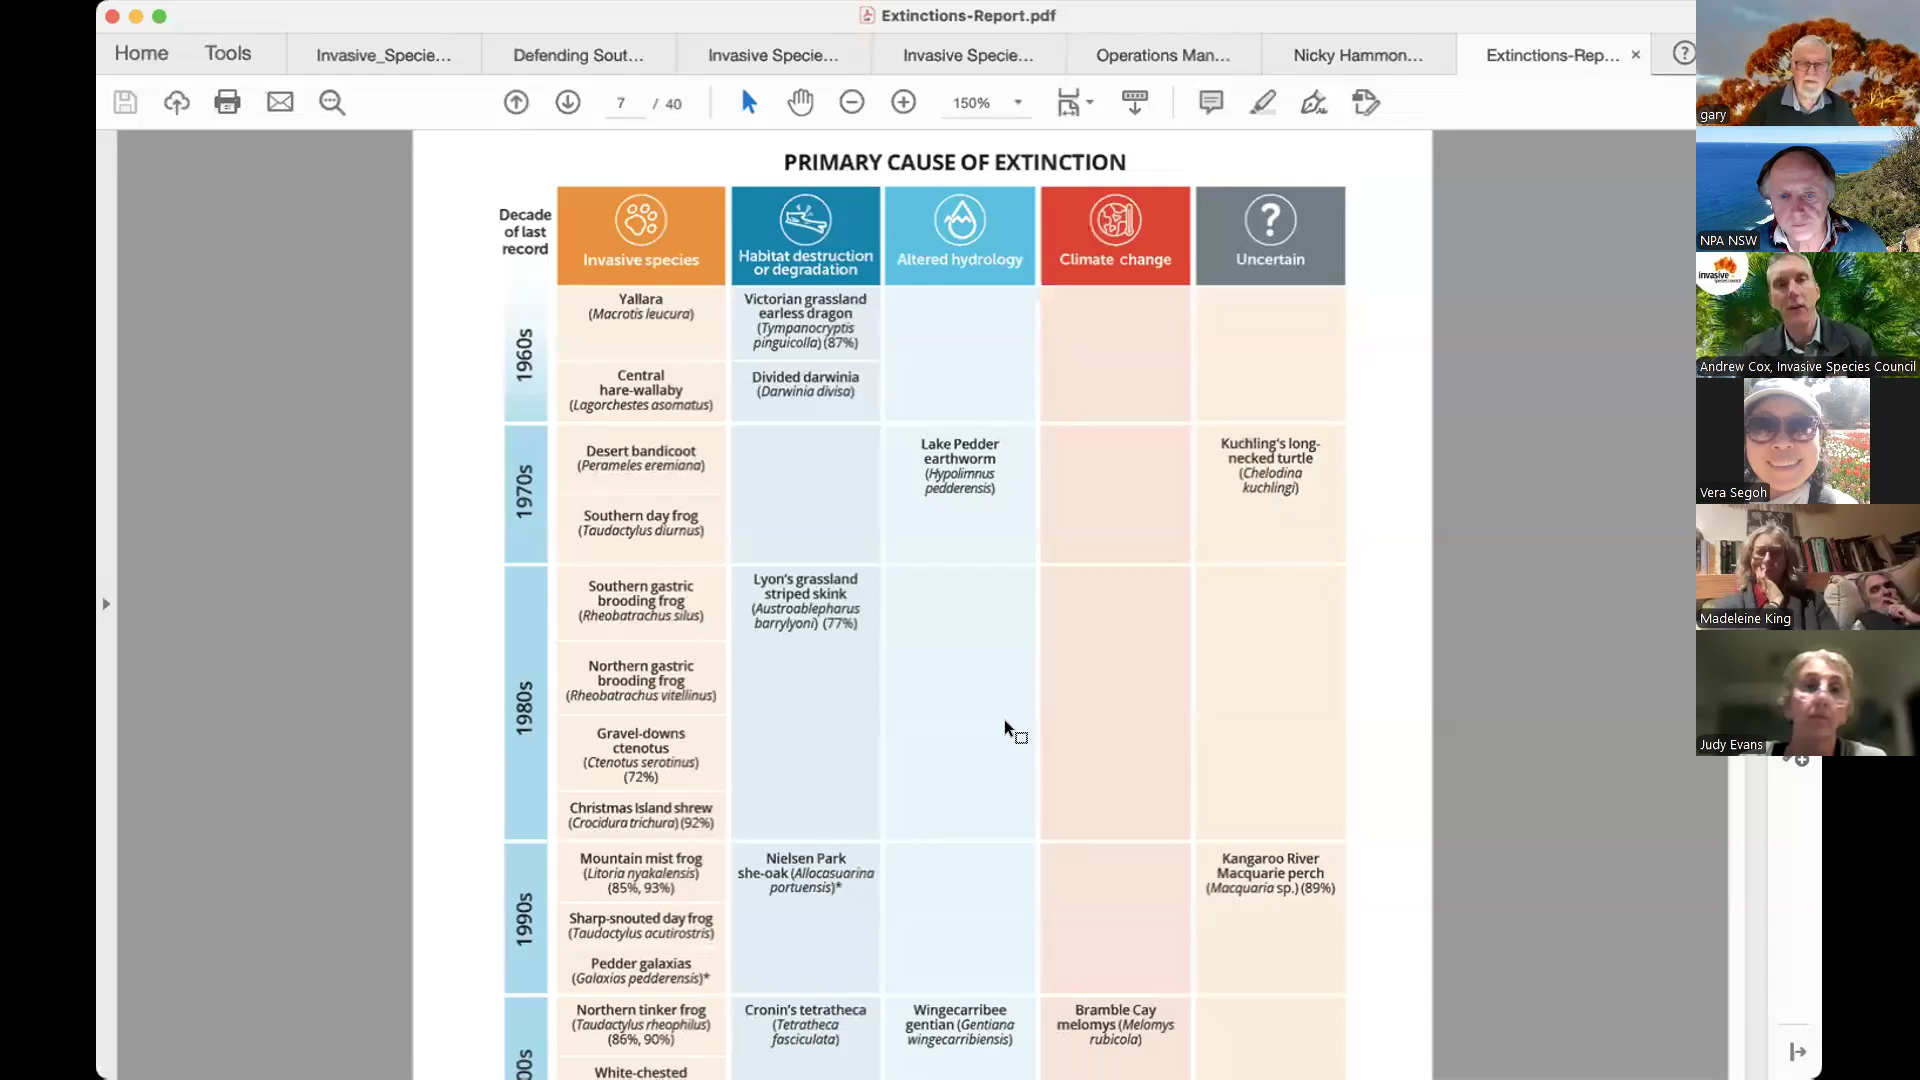 Extinctions-Report.pdf
Home
Tools
Invasive_Specie...
Defending Sout...
Invasive Specie...
Invasive Specie...
Operations Man...
Nicky Hammon...
Extinctions-Rep...
7 / 40
150%
PRIMARY CAUSE OF EXTINCTION
Decade
of last
record
Invasive species
Habitat destruction
or degradation
Altered hydrology
Climate change
?
Uncertain
1960s
Yallara
(Macrotis leucura)
Central
hare-wallaby
(Lagorchestes asomatus)
Victorian grassland
earless dragon
(Tympanocryptis
pinguicolla) (87%)
Divided darwinia
(Darwinia divisa)
1970s
Desert bandicoot
(Perameles eremiana)
Southern day frog
(Taudactylus diurnus)
Lake Pedder
earthworm
(Hypolimnus
pedderensis)
Kuchling's long-
necked turtle
(Chelodina
kuchlingi)
1980s
Southern gastric
brooding frog
(Rheobatrachus silus)
Northern gastric
brooding frog
(Rheobatrachus vitellinus)
Gravel-downs
ctenotus
(Ctenotus serotinus)
(72%)
Christmas Island shrew
(Crocidura trichura) (92%)
Lyon's grassland
striped skink
(Austroablepharus
barrylyoni) (77%)
1990s
Mountain mist frog
(Litoria nyakalensis)
(85%, 93%)
Sharp-snouted day frog
(Taudactylus acutirostris)
Pedder galaxias
(Galaxias pedderensis)*
Nielsen Park
she-oak (Allocasuarina
portuensis)*
Kangaroo River
Macquarie perch
(Macquaria sp.) (89%)
00s
Northern tinker frog
(Taudactylus rheophilus)
(86%, 90%)
White-chested
Cronin's tetratheca
(Tetratheca
fasciculata)
Wingecarribee
gentian (Gentiana
wingecarribiensis)
Bramble Cay
melomys (Melomys
rubicola)
gary
NPA NSW
invasive
Andrew Cox, Invasive Species Council
Vera Segoh
Madeleine King
Judy Evans